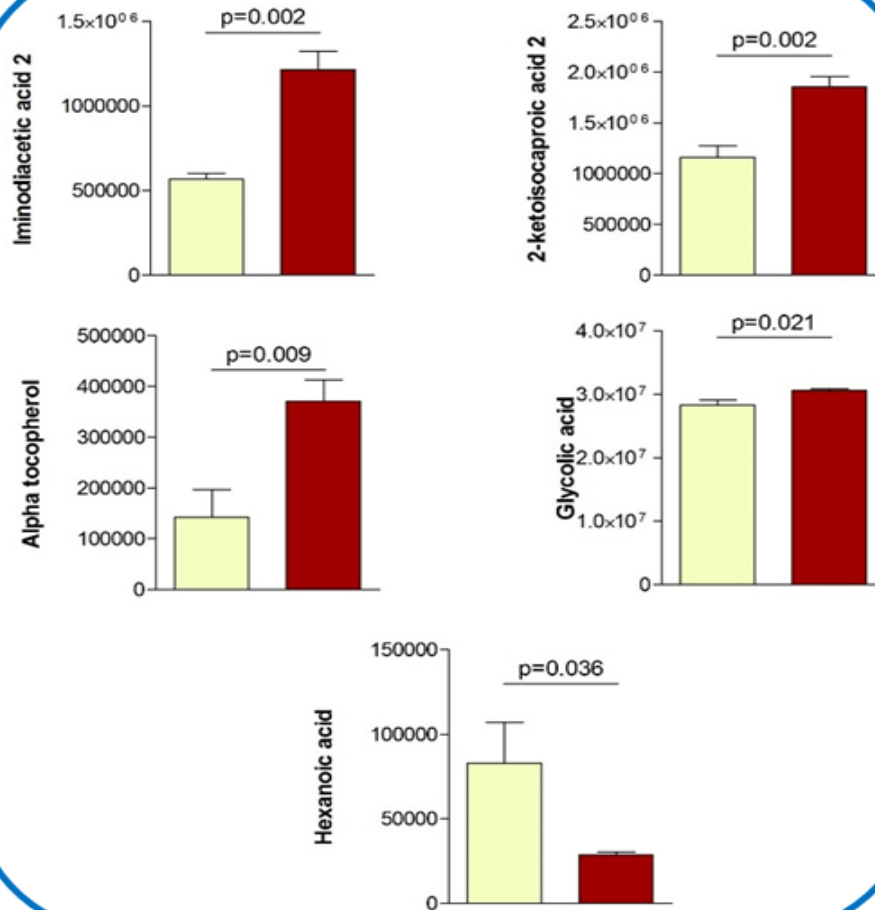 Iminodiacetic acid 2
1.5×10⁰⁶
1000000
500000
0
p=0.002
2-ketoisocaproic acid 2
2.5×10⁰⁶
2.0×10⁰⁶
1.5×10⁰⁶
1000000
500000
0
p=0.002
Alpha tocopherol
500000
400000
300000
200000
100000
0
p=0.009
Glycolic acid
4.0×10⁷
3.0×10⁷
2.0×10⁷
1.0×10⁷
0
p=0.021
Hexanoic acid
150000
100000
50000
0
p=0.036